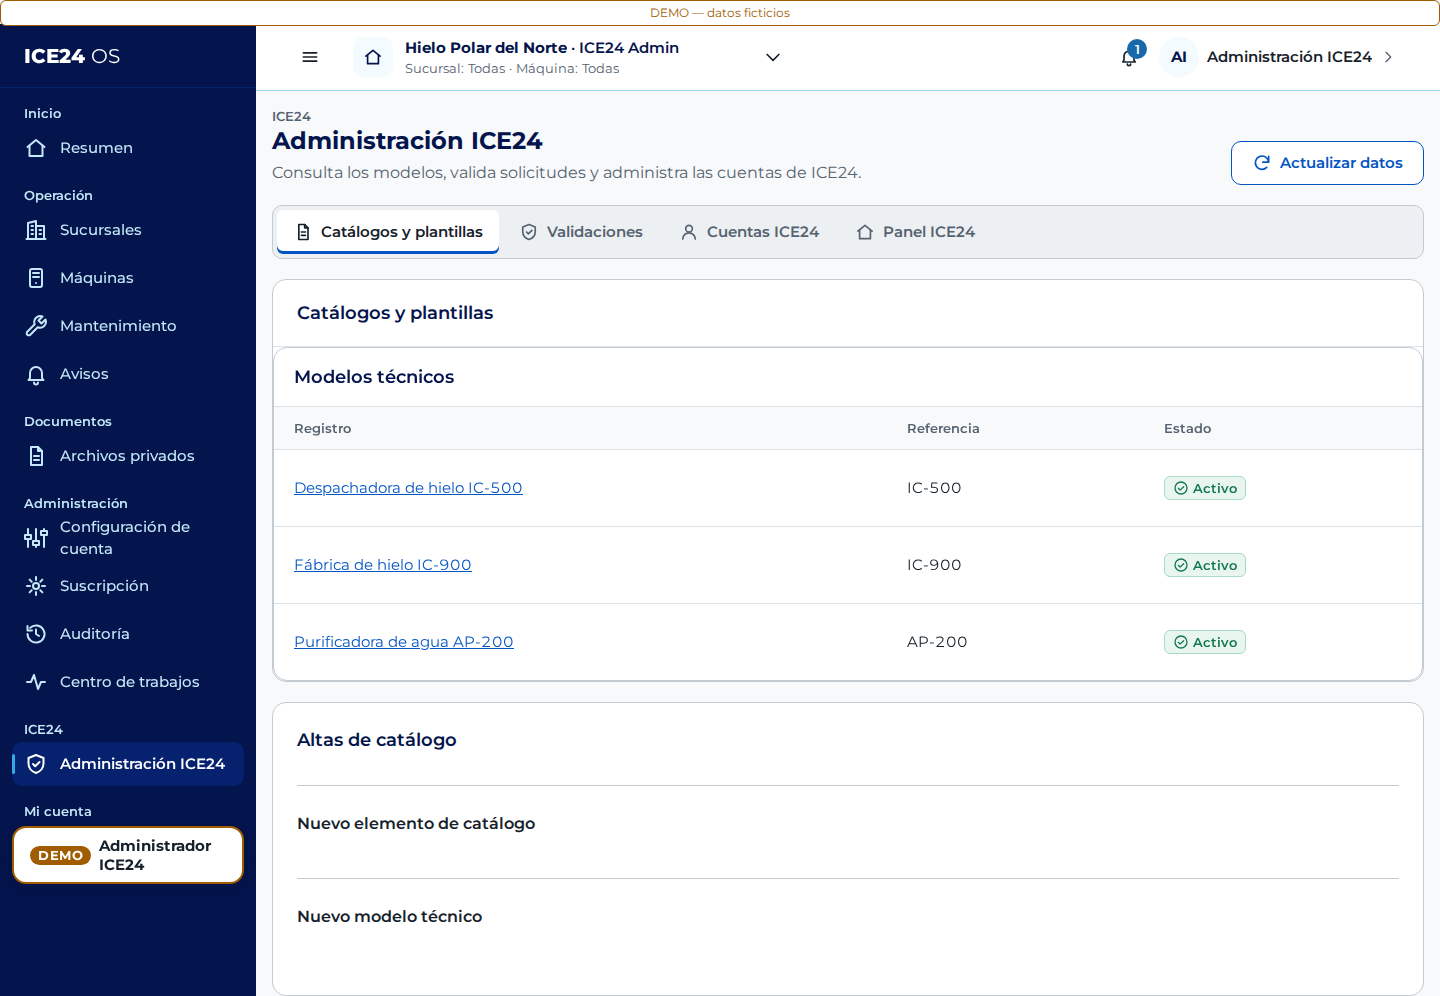 DEMO — datos ficticios
ICE24 OS
Inicio
Resumen
Operación
Sucursales
Máquinas
Mantenimiento
Avisos
Documentos
Archivos privados
Administración
Configuración de
cuenta
Suscripción
Auditoría
Centro de trabajos
ICE24
Administración ICE24
Mi cuenta
DEMO
Administrador
ICE24
Hielo Polar del Norte · ICE24 Admin
Sucursal: Todas · Máquina: Todas
1
AI
Administración ICE24
ICE24
Administración ICE24
Consulta los modelos, valida solicitudes y administra las cuentas de ICE24.
Actualizar datos
Catálogos y plantillas
Validaciones
Cuentas ICE24
Panel ICE24
Catálogos y plantillas
Modelos técnicos
Registro Referencia Estado
Despachadora de hielo IC-500 IC-500 Activo
Fábrica de hielo IC-900 IC-900 Activo
Purificadora de agua AP-200 AP-200 Activo
Altas de catálogo
Nuevo elemento de catálogo
Nuevo modelo técnico